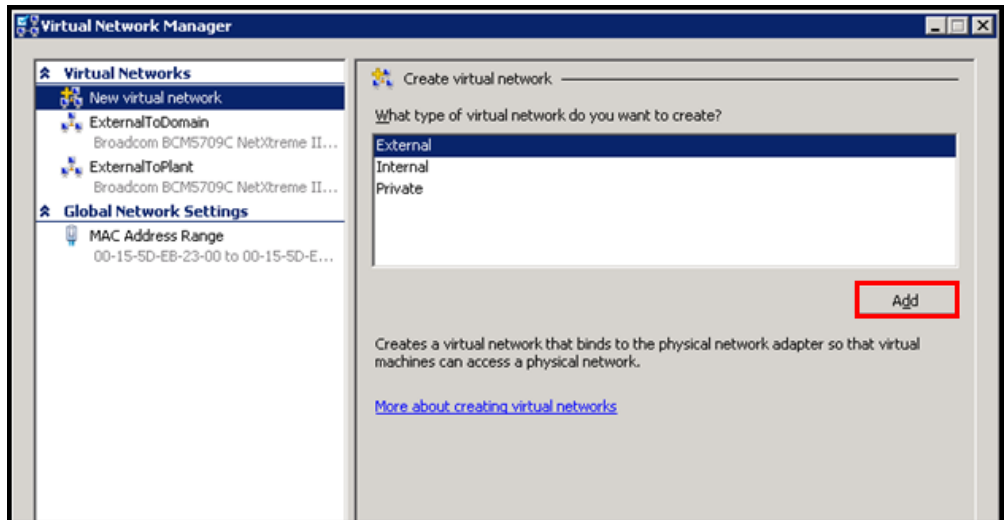 Virtual Network Manager
Virtual Networks
New virtual network
ExternalToDomain
Broadcom BCM5709C NetXtreme II...
ExternalToPlant
Broadcom BCM5709C NetXtreme II...
Global Network Settings
MAC Address Range
00-15-5D-EB-23-00 to 00-15-5D-E...
Create virtual network
What type of virtual network do you want to create?
External
Internal
Private
Add
Creates a virtual network that binds to the physical network adapter so that virtual
machines can access a physical network.
More about creating virtual networks